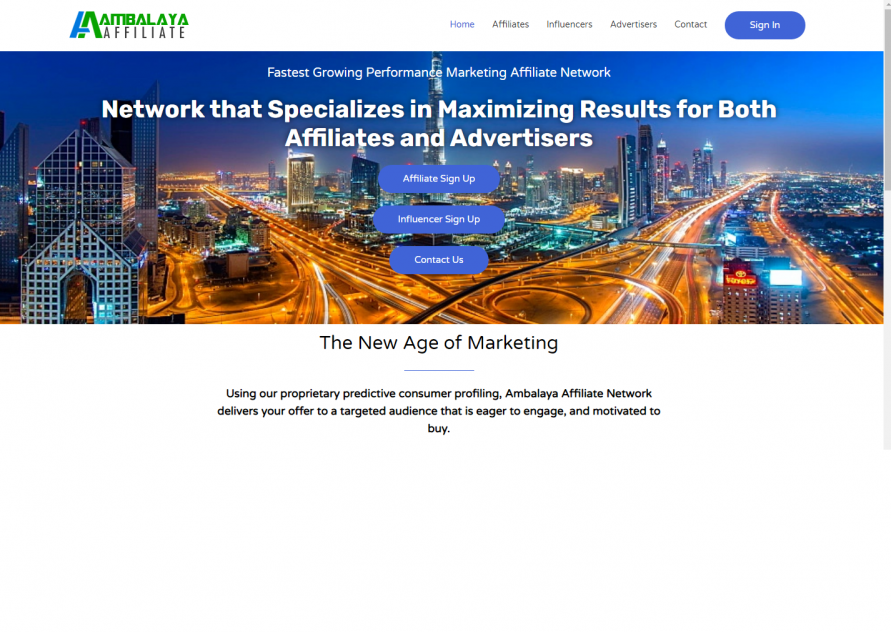 AMBALAYA
AFFILIATE
Home Affiliates Influencers Advertisers Contact Sign In
Fastest Growing Performance Marketing Affiliate Network
Network that Specializes in Maximizing Results for Both
Affiliates and Advertisers
Affiliate Sign Up
Influencer Sign Up
Contact Us
TOYOTA
The New Age of Marketing
Using our proprietary predictive consumer profiling, Ambalaya Affiliate Network
delivers your offer to a targeted audience that is eager to engage, and motivated to
buy.